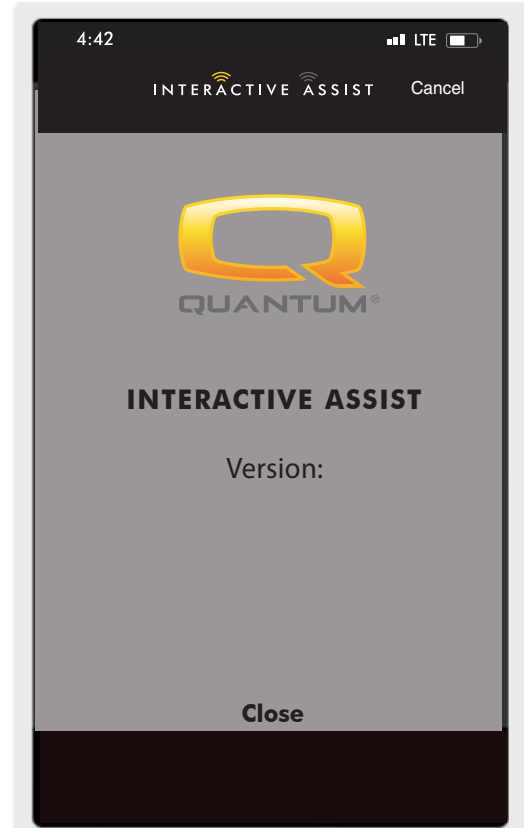 4:42
LTE
INTERACTIVE ASSIST
Cancel
QUANTUM®
INTERACTIVE ASSIST
Version:
Close